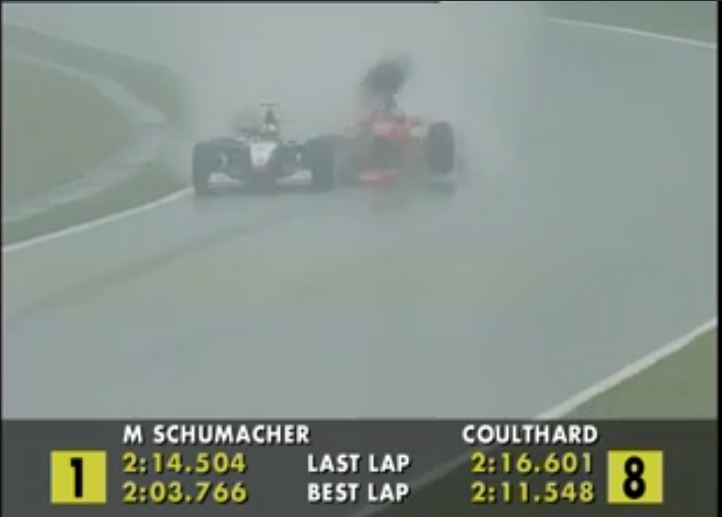 M SCHUMACHER COULTHARD
1 2:14.504 LAST LAP 2:16.601 8
2:03.766 BEST LAP 2:11.548